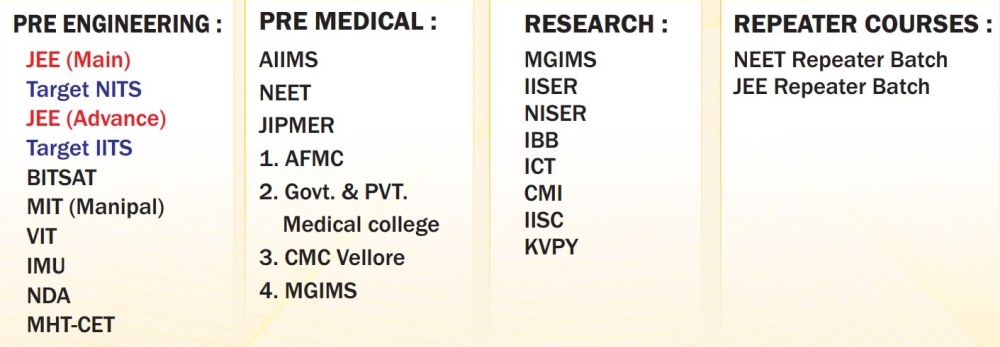 PRE ENGINEERING :
JEE (Main)
Target NITS
JEE (Advance)
Target IITS
BITSAT
MIT (Manipal)
VIT
IMU
NDA
MHT-CET
PRE MEDICAL :
AIIMS
NEET
JIPMER
1. AFMC
2. Govt. & PVT.
Medical college
3. CMC Vellore
4. MGIMS
RESEARCH :
MGIMS
IISER
NISER
IBB
ICT
CMI
IISC
KVPY
REPEATER COURSES :
NEET Repeater Batch
JEE Repeater Batch